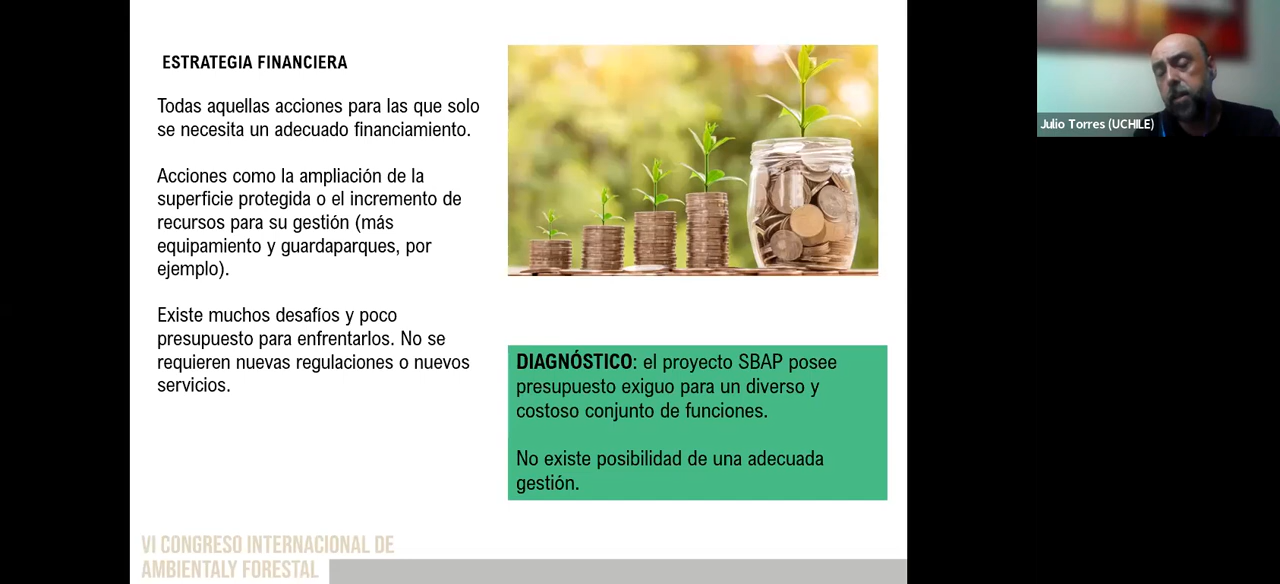 ESTRATEGIA FINANCIERA
Todas aquellas acciones para las que solo
se necesita un adecuado financiamiento.
Acciones como la ampliación de la
superficie protegida o el incremento de
recursos para su gestión (más
equipamiento y guardaparques, por
ejemplo).
Existe muchos desafíos y poco
presupuesto para enfrentarlos. No se
requieren nuevas regulaciones o nuevos
servicios.
DIAGNÓSTICO: el proyecto SBAP posee
presupuesto exiguo para un diverso y
costoso conjunto de funciones.
No existe posibilidad de una adecuada
gestión.
VI CONGRESO INTERNACIONAL DE
AMBIENTALY FORESTAL
Julio Torres (UCHILE)